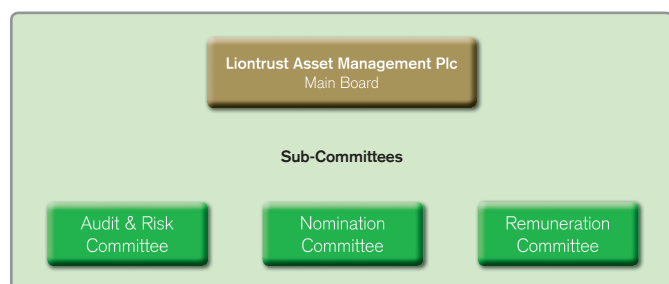 Liontrust Asset Management Plc
Main Board
Sub-Committees
Audit & Risk
Committee
Nomination
Committee
Remuneration
Committee